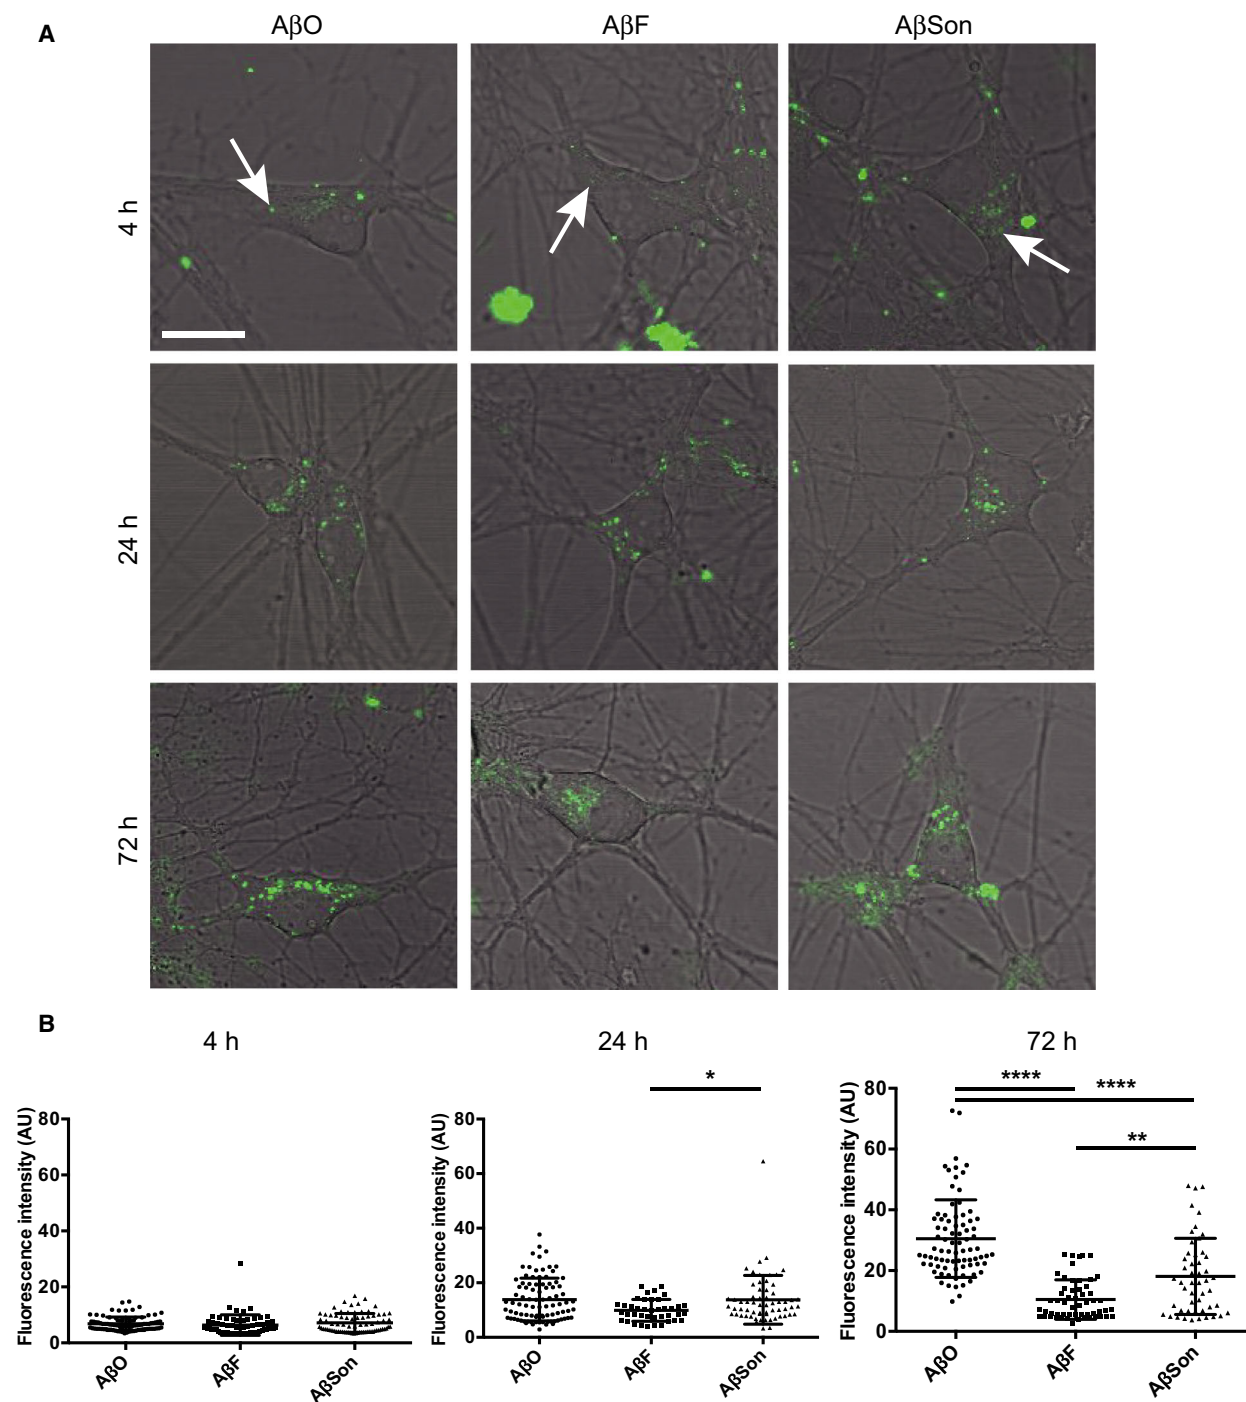 A
AβO AβF AβSon
4 h
24 h
72 h
B
4 h 24 h 72 h
Fluorescence intensity (AU)
80
60
40
20
0
AβO AβF AβSon
*
Fluorescence intensity (AU)
80
60
40
20
0
AβO AβF AβSon
**** ****
**
Fluorescence intensity (AU)
80
60
40
20
0
AβO AβF AβSon